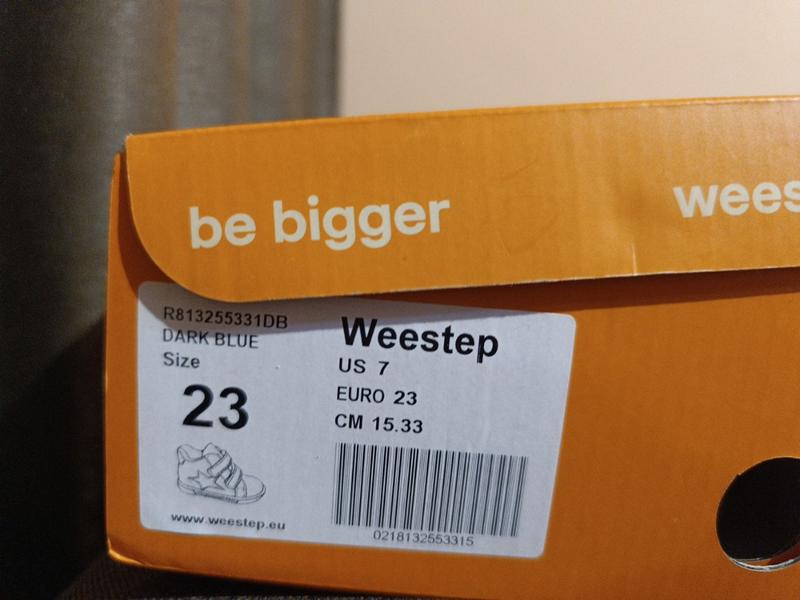 be bigger
wees
R813255331DB
DARK BLUE
Size
23
www.weestep.eu
Weestep
US 7
EURO 23
CM 15.33
0218132553315